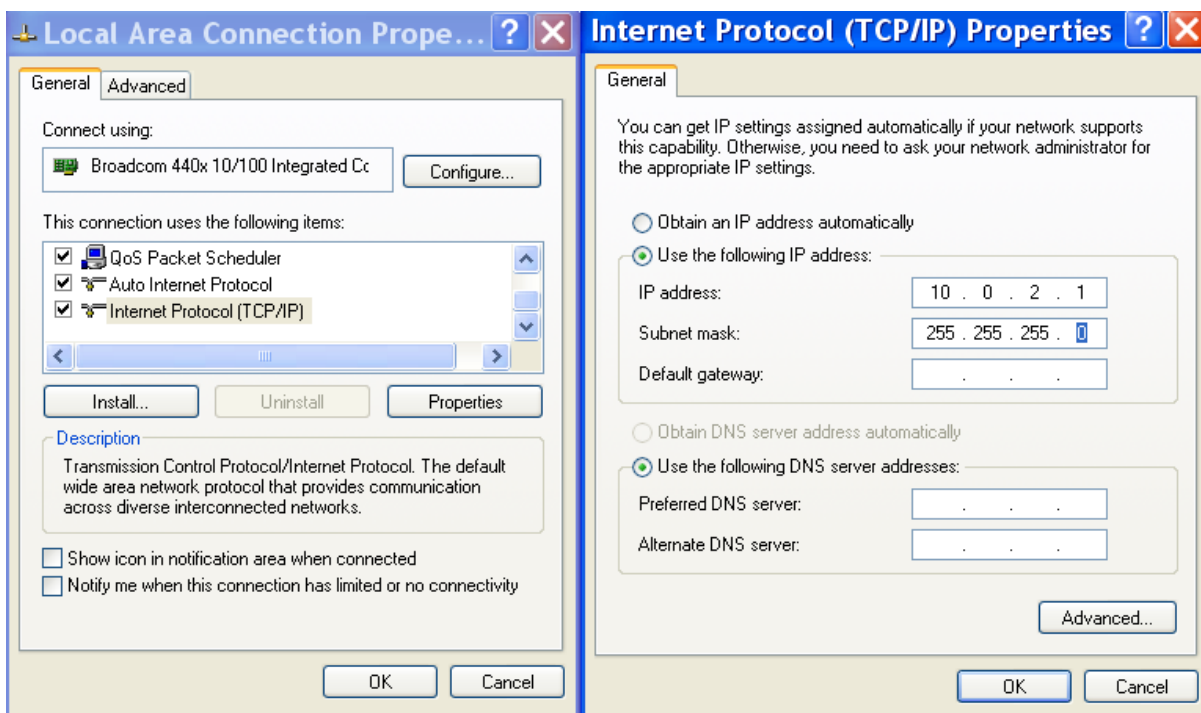 Local Area Connection Prope...
General
Advanced
Connect using:
Broadcom 440x 10/100 Integrated Cc
Configure...
This connection uses the following items:
QoS Packet Scheduler
Auto Internet Protocol
Internet Protocol (TCP/IP)
Install...
Uninstall
Properties
Description
Transmission Control Protocol/Internet Protocol. The default
wide area network protocol that provides communication
across diverse interconnected networks.
Show icon in notification area when connected
Notify me when this connection has limited or no connectivity
OK
Cancel
Internet Protocol (TCP/IP) Properties
General
You can get IP settings assigned automatically if your network supports
this capability. Otherwise, you need to ask your network administrator for
the appropriate IP settings.
Obtain an IP address automatically
Use the following IP address:
IP address:
10 . 0 . 2 . 1
Subnet mask:
255 . 255 . 255 . 0
Default gateway:
. . .
Obtain DNS server address automatically
Use the following DNS server addresses:
Preferred DNS server:
. . .
Alternate DNS server:
. . .
Advanced...
OK
Cancel